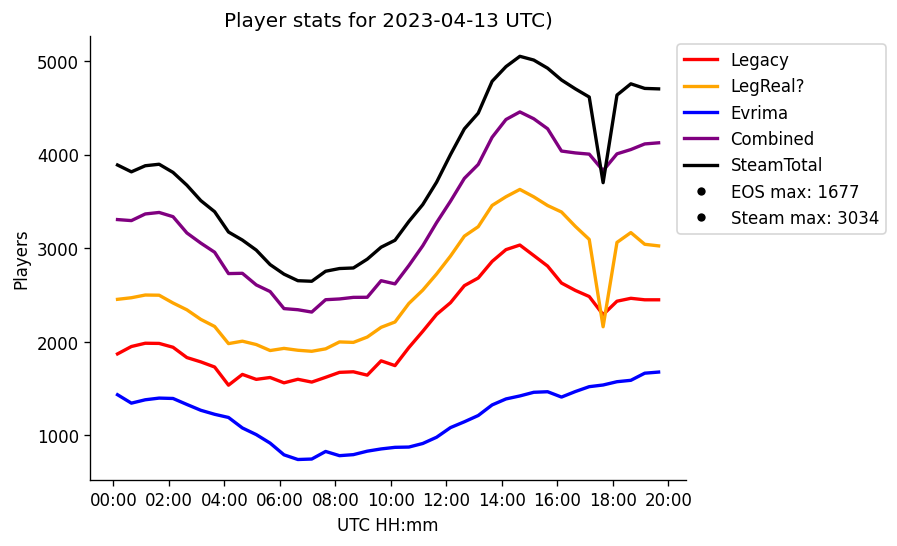 Player stats for 2023-04-13 UTC)
Players
5000
4000
3000
2000
1000
00:00 02:00 04:00 06:00 08:00 10:00 12:00 14:00 16:00 18:00 20:00
UTC HH:mm
Legacy
LegReal?
Evrima
Combined
SteamTotal
EOS max: 1677
Steam max: 3034